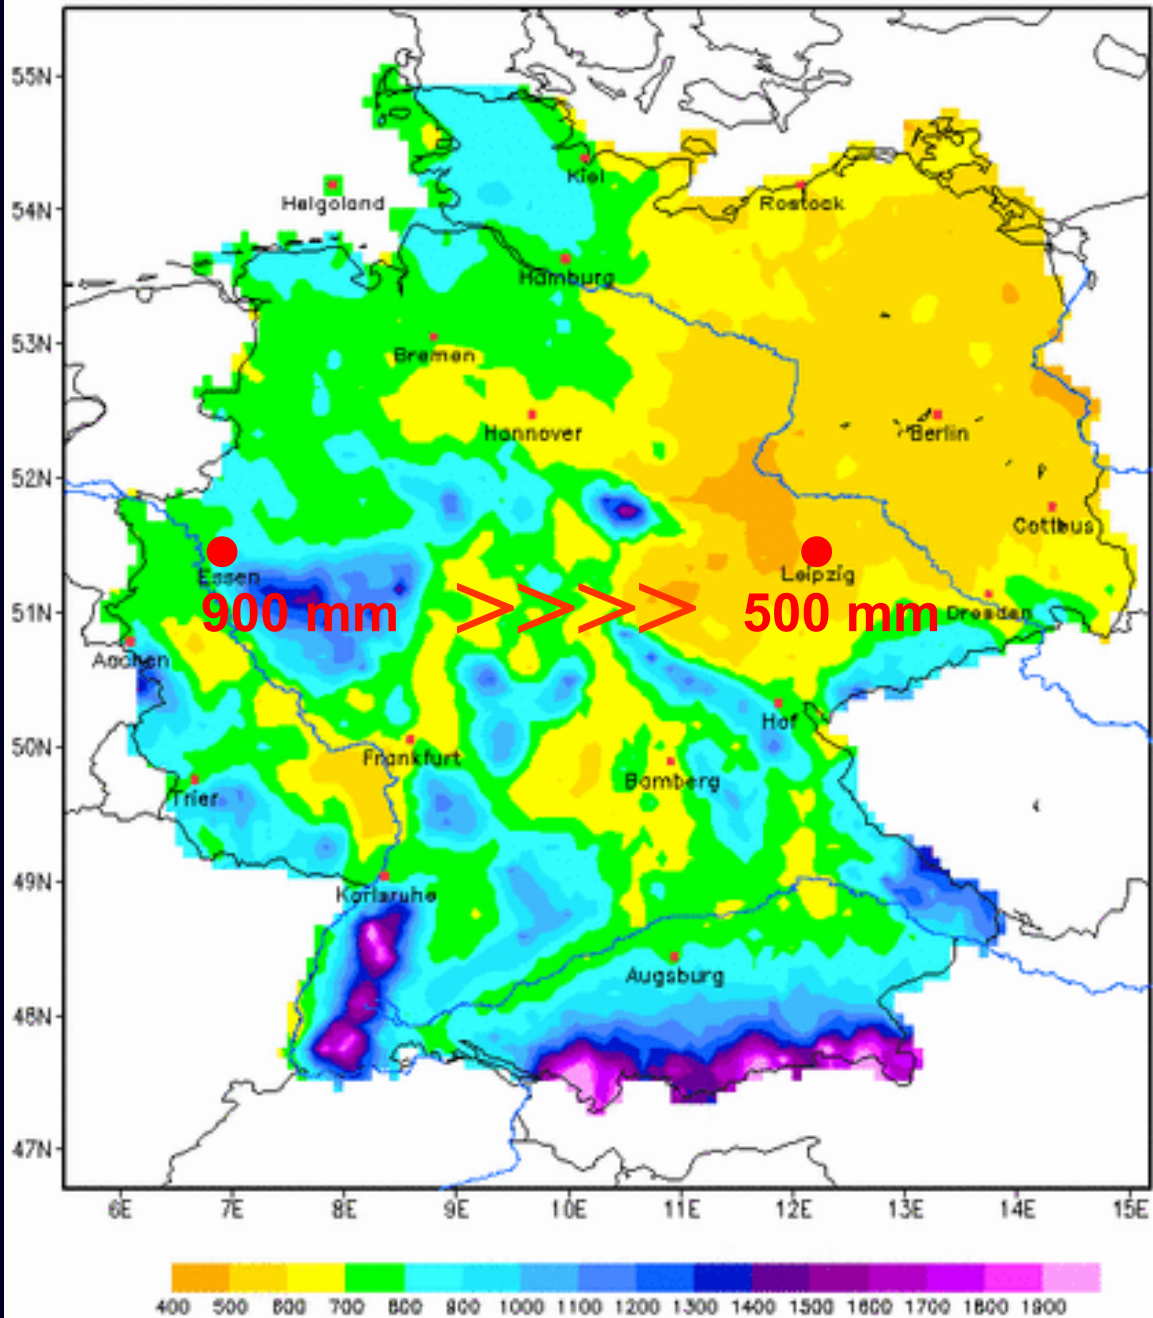 55N
Kiel
Helgoland
54N
Rostock
Hamburg
53N
Bremen
Hannover
Berlin
52N
Cottbus
Essen
Leipzig
51N
900 mm >>>> 500 mm
Dresden
Aachen
Hof
50N
Frankfurt
Bamberg
Trier
49N
Karlsruhe
Augsburg
48N
47N
6E 7E 8E 9E 10E 11E 12E 13E 14E 15E
400 500 600 700 800 900 1000 1100 1200 1300 1400 1500 1600 1700 1800 1900